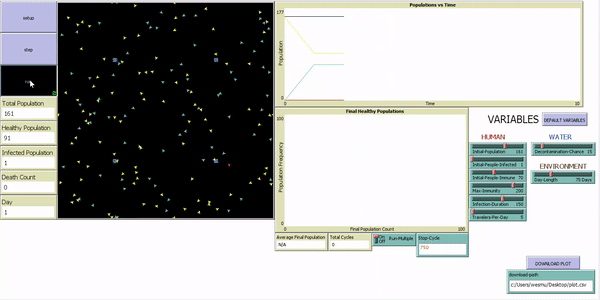 setup
step
Total Population
161
Healthy Population
91
Infected Population
1
Death Count
0
Day
1
Populations vs Time
177
Population
0
0
Time
10
Final Healthy Populations
100
Population Frequency
0
0
Final Population Count
100
Average Final Population
N/A
Total Cycles
0
On
Off
Run-Multiple
Stop-Cycle
750
VARIABLES
DEFAULT VARIABLES
HUMAN
Initial-Population 161
Initial-People-Infected 1
Initial-People-Immune 70
Max-Immunity 200
Infection-Duration 150
Travelers-Per-Day 5
WATER
Decontamination-Chance 15
ENVIRONMENT
Day-Length 75 Days
DOWNLOAD PLOT
download-path
c:/Users/wesmu/Desktop/plot.csv